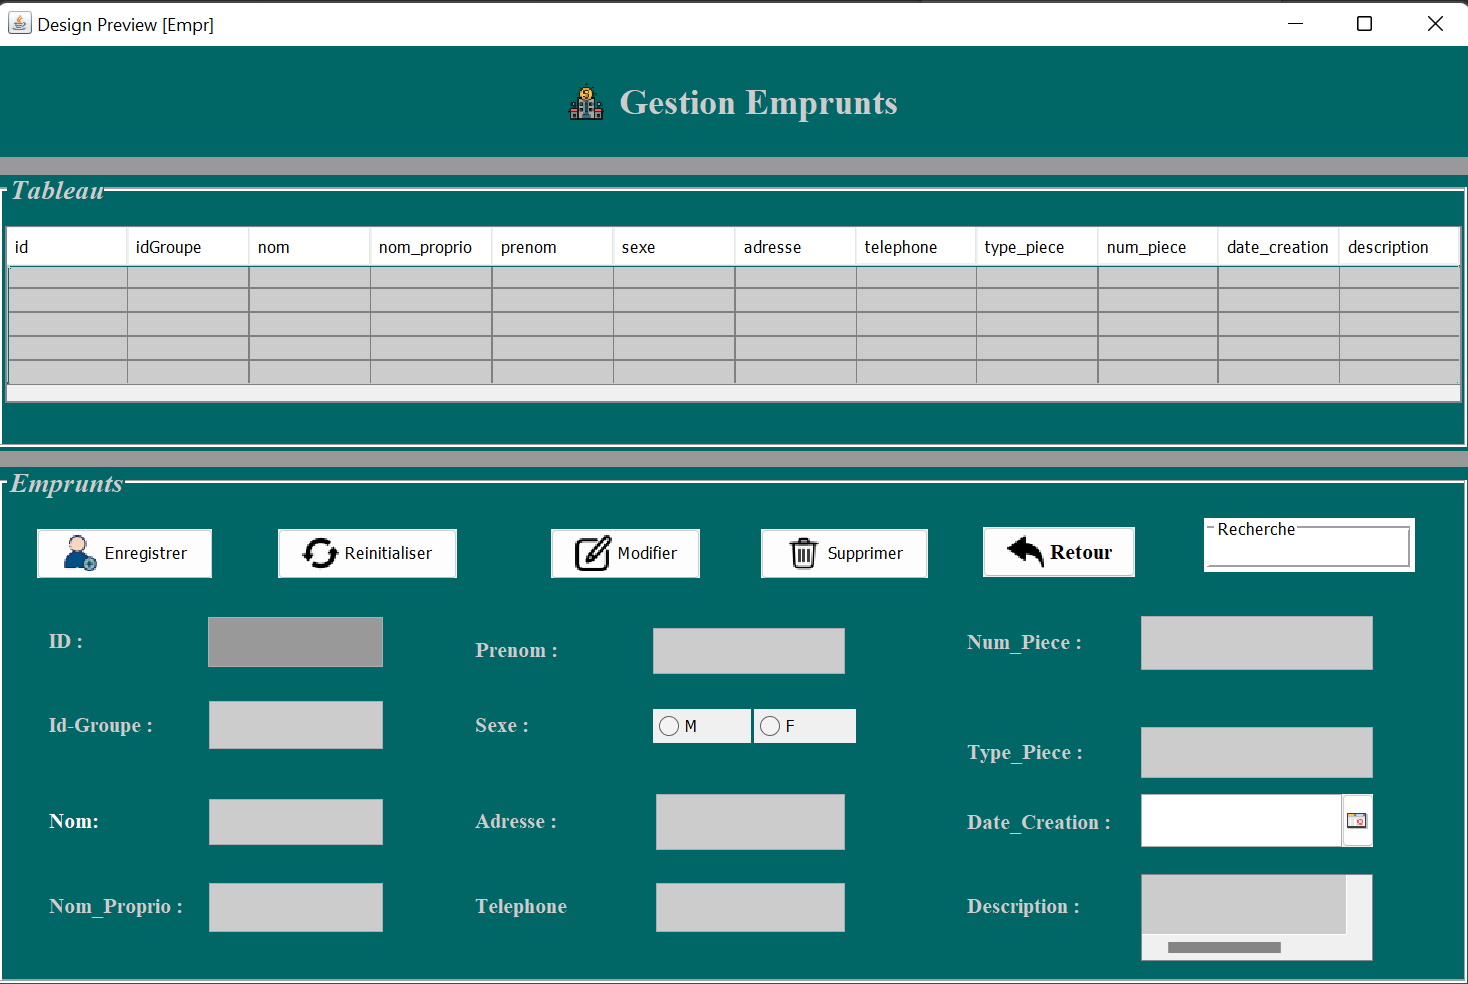 Design Preview [Empr]
Gestion Emprunts
Tableau
id idGroupe nom nom_proprio prenom sexe adresse telephone type_piece num_piece date_creation description
Emprunts
Enregistrer Reinitialiser Modifier Supprimer Retour Recherche
ID : Prenom : Num_Piece :
Id-Groupe : Sexe : M F
Type_Piece :
Nom: Adresse : Date_Creation :
Nom_Proprio : Telephone Description :